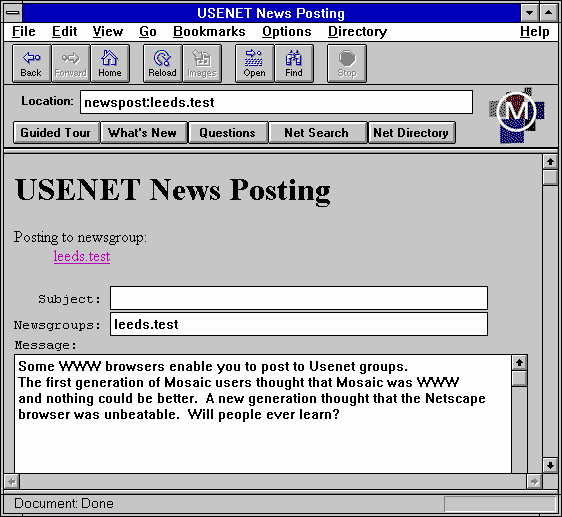 USENET News Posting
File Edit View Go Bookmarks Options Directory Help
Back Forward Home Reload Images Open Find Stop
Location: newspost:leeds.test
M
Guided Tour What's New Questions Net Search Net Directory
USENET News Posting
Posting to newsgroup:
leeds.test
Subject:
Newsgroups: leeds.test
Message:
Some WWW browsers enable you to post to Usenet groups.
The first generation of Mosaic users thought that Mosaic was WWW
and nothing could be better.  A new generation thought that the Netscape
browser was unbeatable.  Will people ever learn?
Document: Done